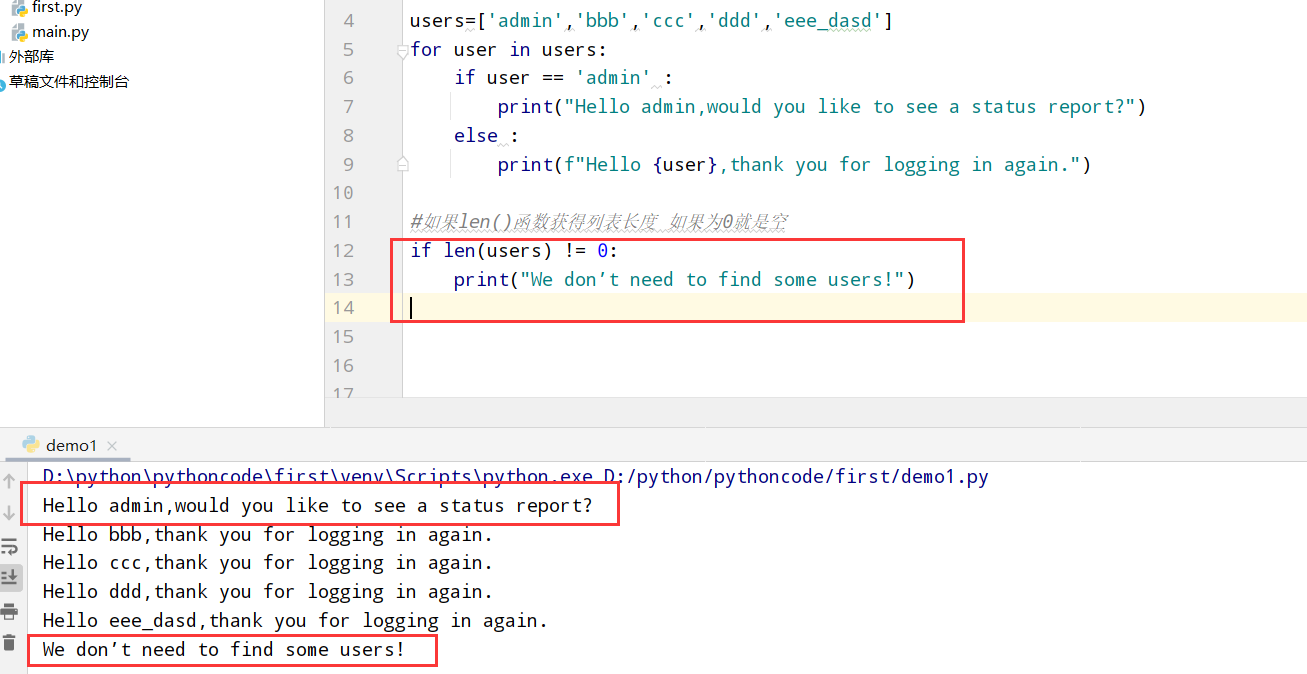 first.py
main.py
外部库
草稿文件和控制台
4 users=['admin','bbb','ccc','ddd','eee_dasd']
5 for user in users:
6 if user == 'admin' :
7 print("Hello admin,would you like to see a status report?")
8 else :
9 print(f"Hello {user},thank you for logging in again.")
10
11 #如果len()函数获得列表长度 如果为0就是空
12 if len(users) != 0:
13 print("We don’t need to find some users!")
14
15
16
17
demo1
D:\python\pythoncode\first\venv\Scripts\python.exe D:/python/pythoncode/first/demo1.py
Hello admin,would you like to see a status report?
Hello bbb,thank you for logging in again.
Hello ccc,thank you for logging in again.
Hello ddd,thank you for logging in again.
Hello eee_dasd,thank you for logging in again.
We don’t need to find some users!